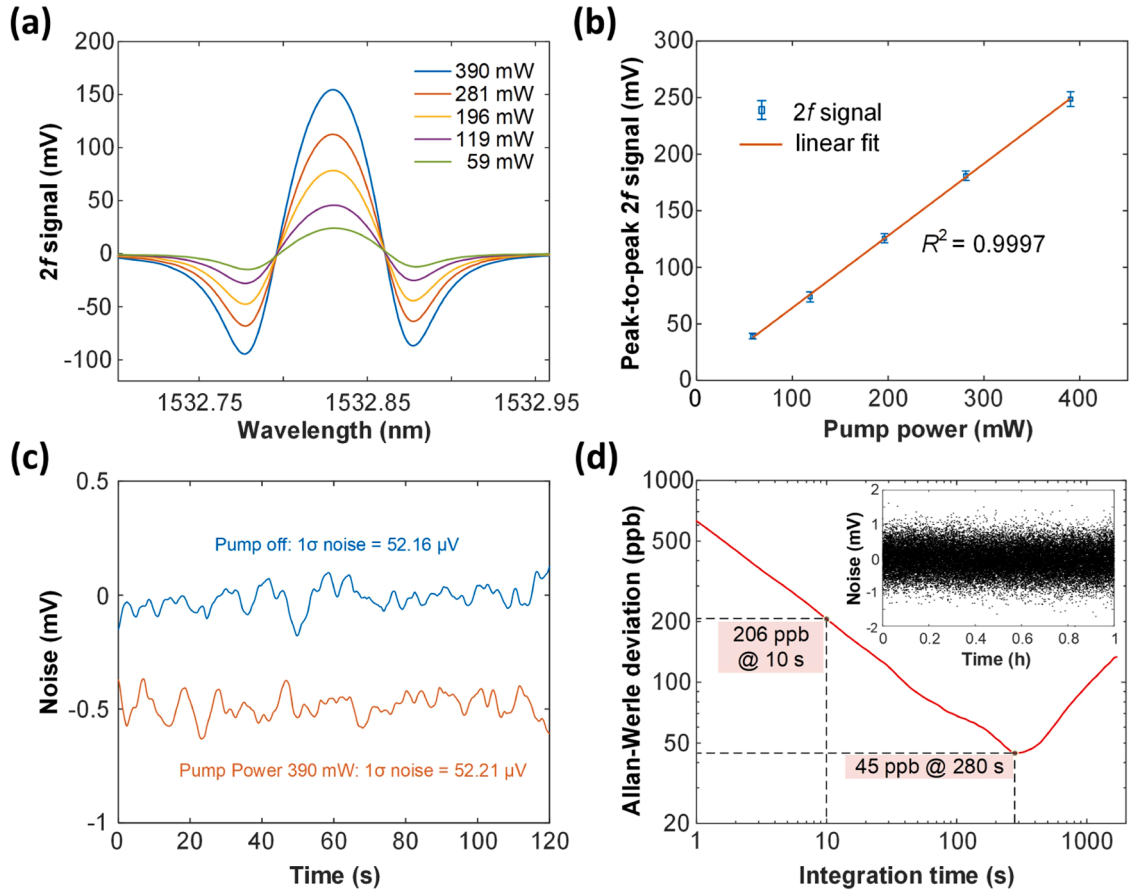 (a)
200
150
100
50
0
-50
-100
2f signal (mV)
390 mW
281 mW
196 mW
119 mW
59 mW
1532.75
1532.85
1532.95
Wavelength (nm)
(b)
300
250
200
150
100
50
0
Peak-to-peak 2f signal (mV)
2f signal
linear fit
R² = 0.9997
0
100
200
300
400
Pump power (mW)
(c)
0.5
0
-0.5
-1
Noise (mV)
Pump off: 1σ noise = 52.16 µV
Pump Power 390 mW: 1σ noise = 52.21 µV
0
20
40
60
80
100
120
Time (s)
(d)
1000
500
200
100
50
20
Allan-Werle deviation (ppb)
206 ppb
@ 10 s
45 ppb @ 280 s
2
1
0
-1
-2
Noise (mV)
0
0.2
0.4
0.6
0.8
1
Time (h)
1
10
100
1000
Integration time (s)